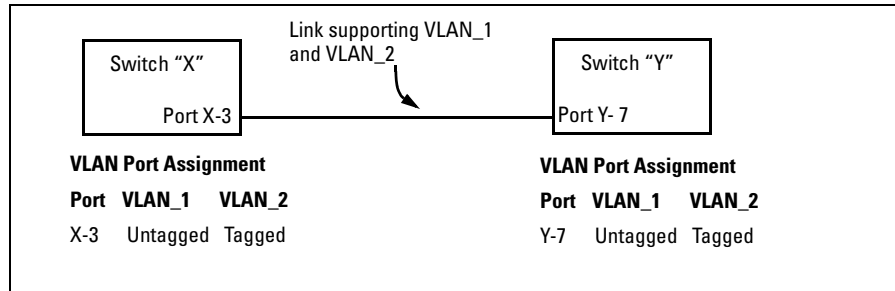 Link supporting VLAN_1
and VLAN_2
Switch “X”
Switch “Y”
Port X-3
Port Y- 7
VLAN Port Assignment
Port VLAN_1 VLAN_2
X-3 Untagged Tagged
VLAN Port Assignment
Port VLAN_1 VLAN_2
Y-7 Untagged Tagged